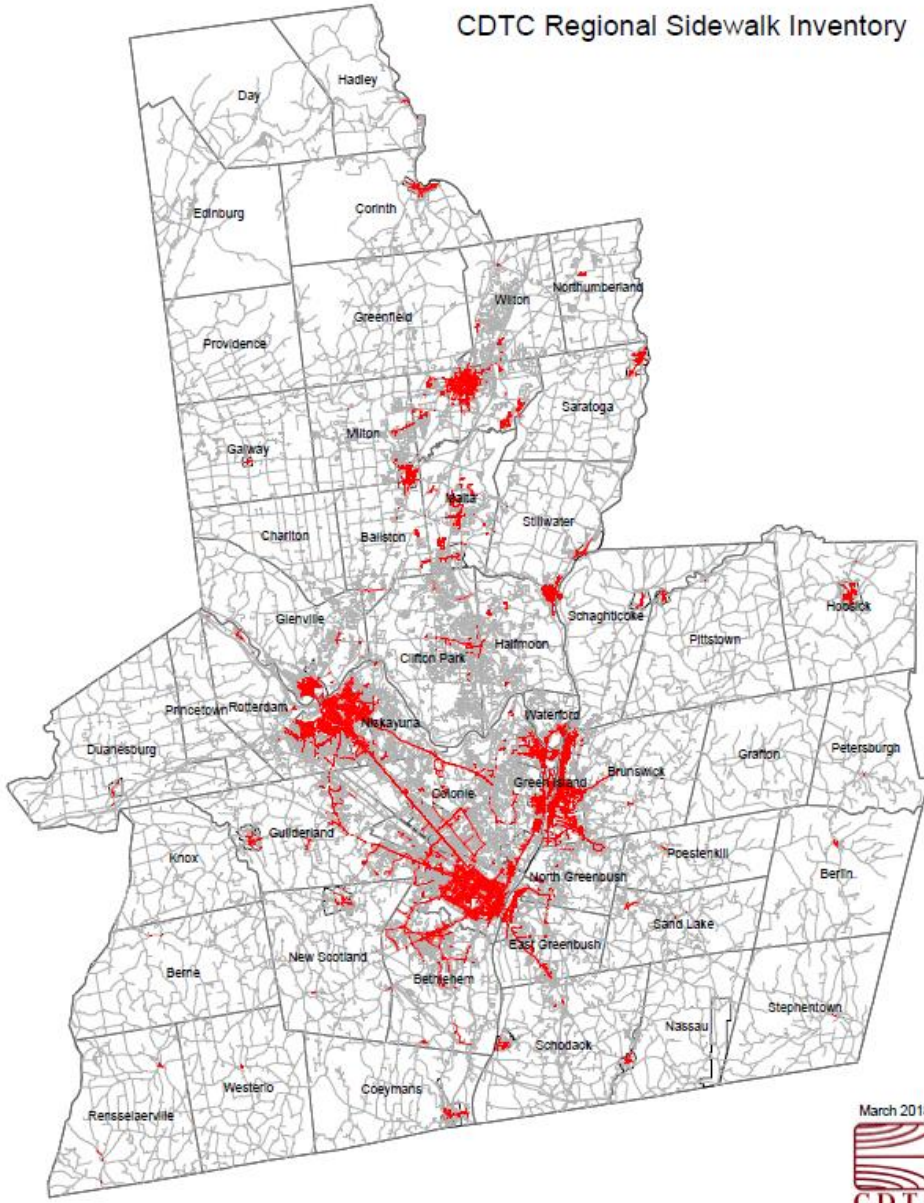 CDTC Regional Sidewalk Inventory
Hadley
Day
Edinburg
Corinth
Northumberland
Wilton
Greenfield
Providence
Saratoga
Milton
Galway
Malta
Stillwater
Charlton
Ballston
Hoosick
Schaghticoke
Glenville
Pittstown
Halfmoon
Clifton Park
Princetown
Rotterdam
Waterford
Niskayuna
Duanesburg
Grafton
Petersburgh
Brunswick
Green Island
Colonie
Guilderland
Poestenkill
Knox
North Greenbush
Berlin
Sand Lake
East Greenbush
New Scotland
Berne
Bethlehem
Stephentown
Nassau
Schodack
Westerlo
Coeymans
Rensselaerville
March 201